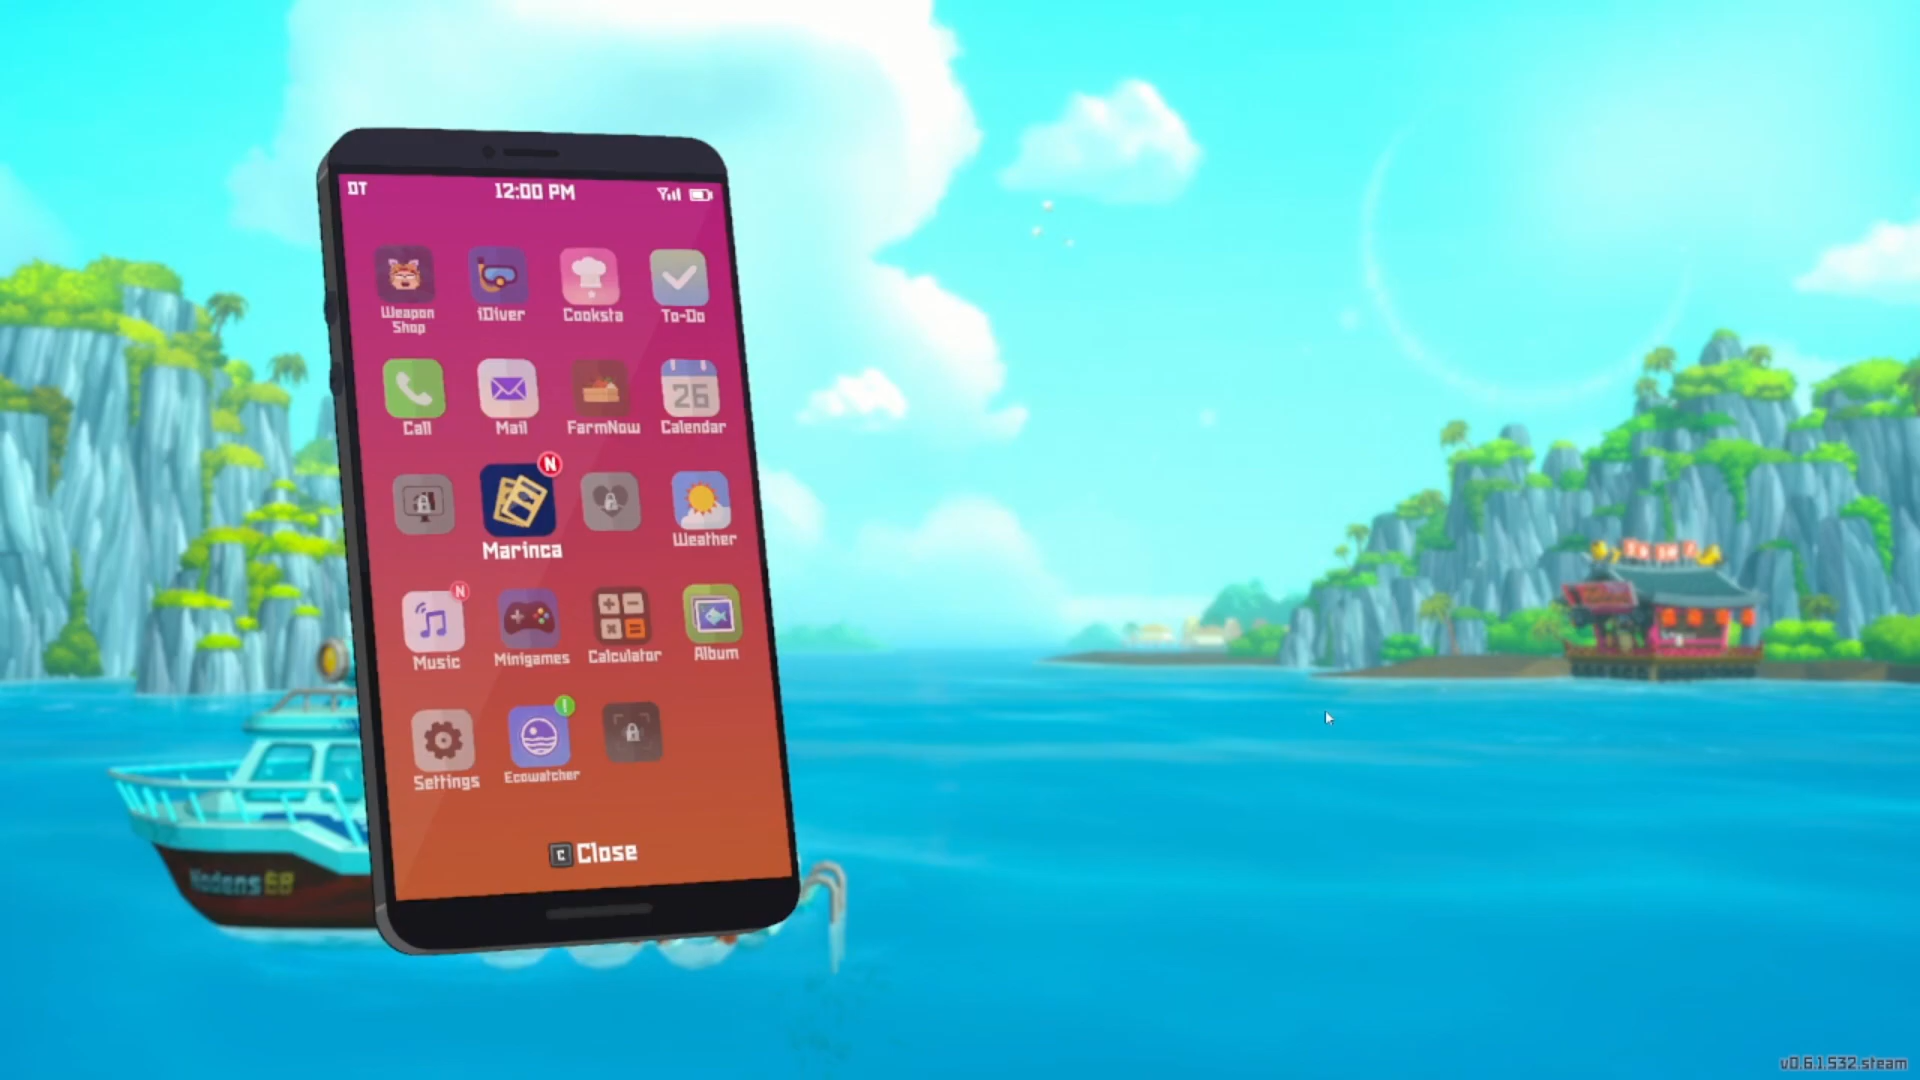 DT
12:00 PM
Weapon
Shop
iDiver
Cooksta
To-Do
Call
Mail
FarmNow
26
Calendar
N
Marinca
Weather
N
Music
Minigames
Calculator
Album
!
Settings
Ecowatcher
C Close
v0.6.1.532.steam